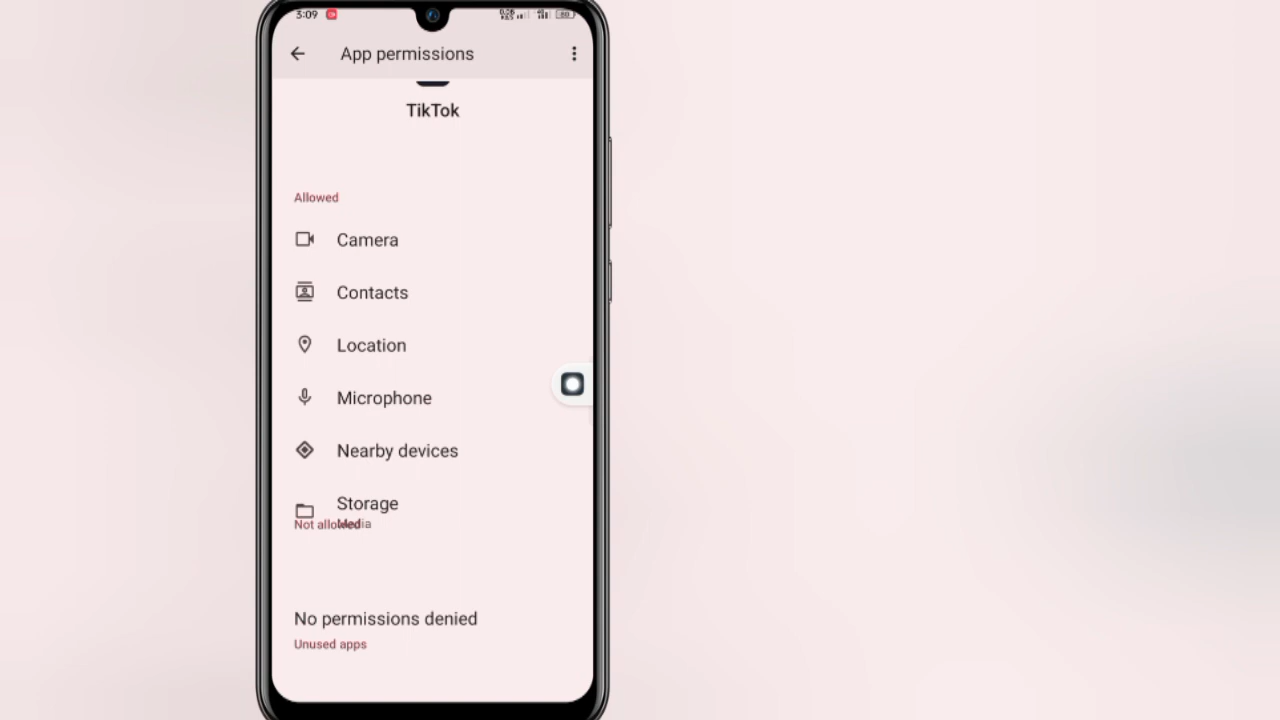 3:09
App permissions
TikTok
Allowed
Camera
Contacts
Location
Microphone
Nearby devices
Storage
Media
Not allowed
No permissions denied
Unused apps